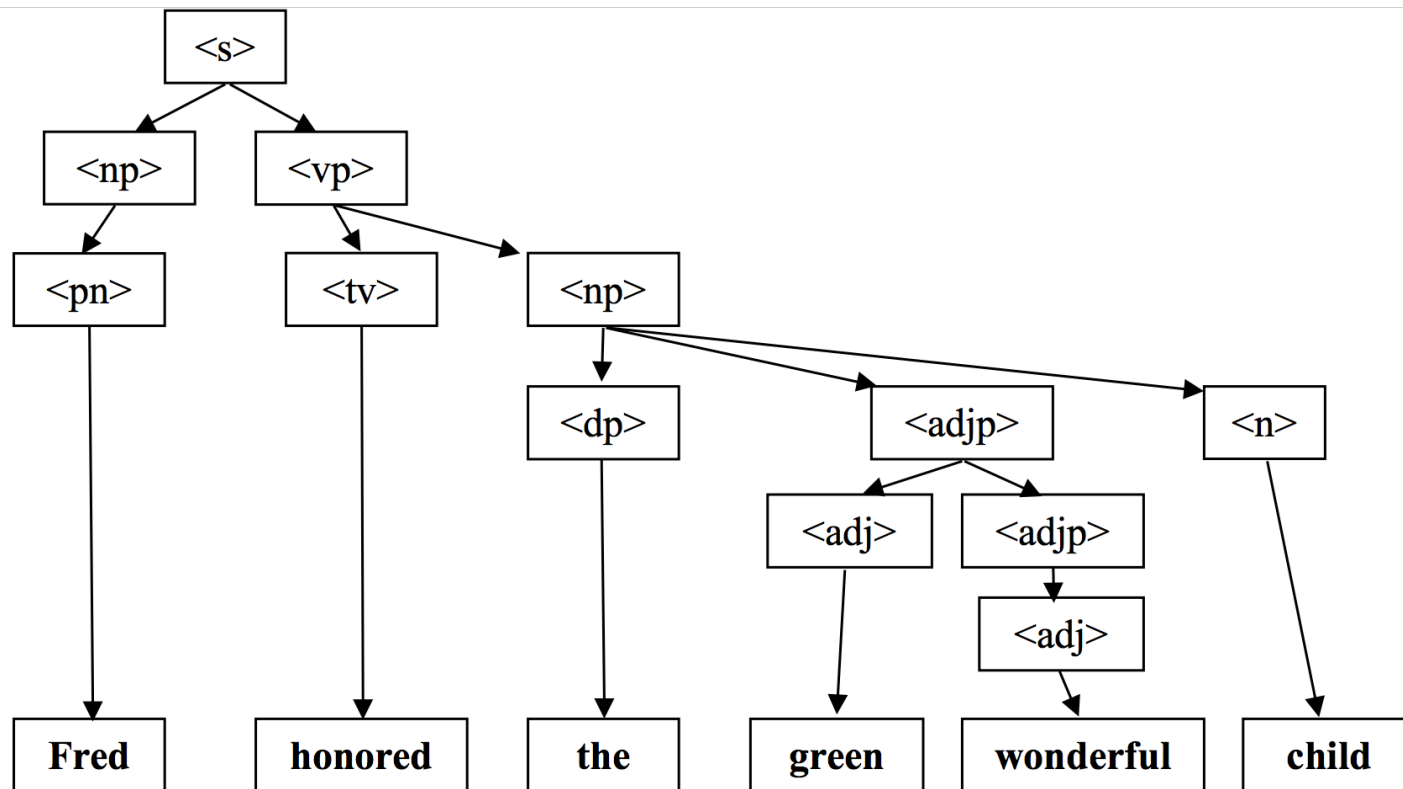 <s>
<np> <vp>
<pn> <tv> <np>
<dp> <adjp> <n>
<adj> <adjp>
<adj>
Fred honored the green wonderful child